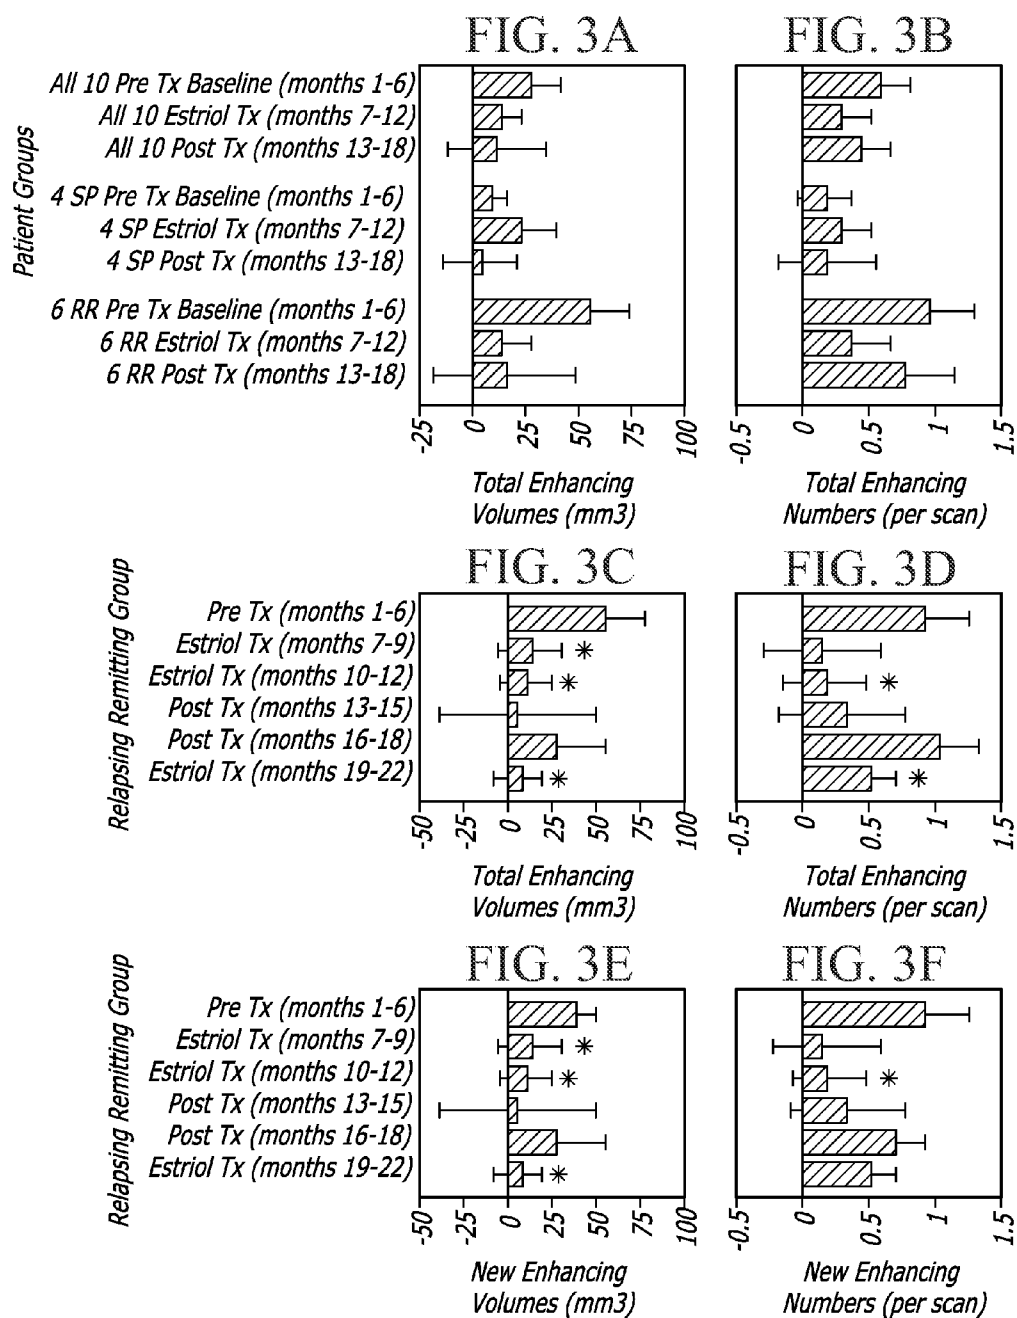 FIG. 3A
FIG. 3B
Patient Groups
All 10 Pre Tx Baseline (months 1-6)
All 10 Estriol Tx (months 7-12)
All 10 Post Tx (months 13-18)
4 SP Pre Tx Baseline (months 1-6)
4 SP Estriol Tx (months 7-12)
4 SP Post Tx (months 13-18)
6 RR Pre Tx Baseline (months 1-6)
6 RR Estriol Tx (months 7-12)
6 RR Post Tx (months 13-18)
-25 0 25 50 75 100
-0.5 0 0.5 1 1.5
Total Enhancing
Volumes (mm3)
Total Enhancing
Numbers (per scan)
FIG. 3C
FIG. 3D
Relapsing Remitting Group
Pre Tx (months 1-6)
Estriol Tx (months 7-9)
Estriol Tx (months 10-12)
Post Tx (months 13-15)
Post Tx (months 16-18)
Estriol Tx (months 19-22)
*
*
*
*
*
-50 -25 0 25 50 75 100
-0.5 0 0.5 1 1.5
Total Enhancing
Volumes (mm3)
Total Enhancing
Numbers (per scan)
FIG. 3E
FIG. 3F
Relapsing Remitting Group
Pre Tx (months 1-6)
Estriol Tx (months 7-9)
Estriol Tx (months 10-12)
Post Tx (months 13-15)
Post Tx (months 16-18)
Estriol Tx (months 19-22)
*
*
*
*
-50 -25 0 25 50 75 100
-0.5 0 0.5 1 1.5
New Enhancing
Volumes (mm3)
New Enhancing
Numbers (per scan)